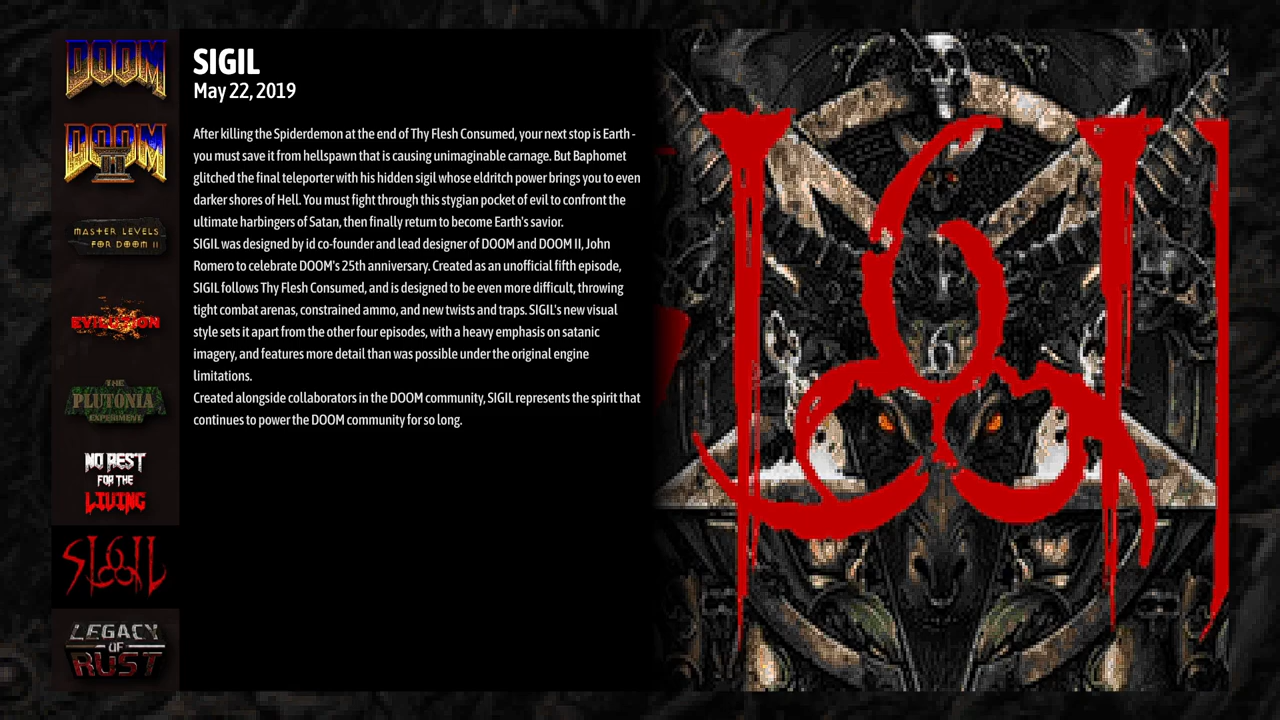 DOOM
DOOM
II
MASTER LEVELS
FOR DOOM II
EVILUTION
THE
PLUTONIA
EXPERIMENT
NO REST
FOR THE
LIVING
SIGIL
LEGACY
OF
RUST
SIGIL
May 22, 2019
After killing the Spiderdemon at the end of Thy Flesh Consumed, your next stop is Earth -
you must save it from hellspawn that is causing unimaginable carnage. But Baphomet
glitched the final teleporter with his hidden sigil whose eldritch power brings you to even
darker shores of Hell. You must fight through this stygian pocket of evil to confront the
ultimate harbingers of Satan, then finally return to become Earth's savior.
SIGIL was designed by id co-founder and lead designer of DOOM and DOOM II, John
Romero to celebrate DOOM's 25th anniversary. Created as an unofficial fifth episode,
SIGIL follows Thy Flesh Consumed, and is designed to be even more difficult, throwing
tight combat arenas, constrained ammo, and new twists and traps. SIGIL's new visual
style sets it apart from the other four episodes, with a heavy emphasis on satanic
imagery, and features more detail than was possible under the original engine
limitations.
Created alongside collaborators in the DOOM community, SIGIL represents the spirit that
continues to power the DOOM community for so long.
6